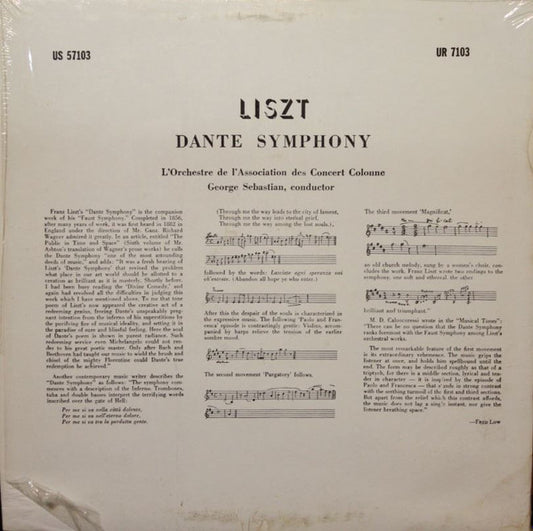 US 57103
UR 7103
LISZT
DANTE SYMPHONY
L'Orchestre de l'Association des Concert Colonne
George Sebastian, conductor
Franz Liszt's "Dante Symphony" is the companion
work of his "Faust Symphony." Completed in 1856,
after many years of work, it was first heard in 1882 in
England under the direction of Mr. Ganz. Richard
Wagner admired it greatly. In an article, entitled "The
Public in Time and Space" (Sixth volume of Mr.
Ashton's translation of Wagner's prose works) he calls
the Dante Symphony "one of the most astounding
deeds of music," and adds: "It was a fresh hearing of
Liszt's 'Dante Symphony' that revived the problem
what place in our art world should be allotted to a
creation as brilliant as it is masterly. Shortly before,
I had been busy reading the 'Divine Comedy,' and
again had revolved all the difficulties in judging this
work which I have mentioned above. To me that tone
poem of Liszt's now appeared the creative act of a
redeeming genius, freeing Dante's unspeakably preg-
nant intention from the inferno of his superstitions by
the purifying fire of musical ideality, and setting it in
the paradise of sure and blissful feeling. Here the soul
of Dante's poem is shown in purest radiance. Such
redeeming service even Michelangelo could not ren-
der to his great poetic master. Only after Bach and
Beethoven had taught our music to wield the brush and
chisel of the mighty Florentine could Dante's true
redemption be achieved."
Another contemporary music writer describes the
"Dante Symphony" as follows: "The symphony com-
mences with a description of the Inferno. Trombones,
tuba and double basses interpret the terrifying words
inscribed over the gate of Hell:
Per me si va nella città dolente,
Per me si va nell'eterno dolore,
Per me si va tra la perduta gente.
(Through me the way leads to the city of lament,
Through me the way into eternal grief,
Through me the way among the lost souls.),
followed by the words: Lasciate ogni speranza voi
ch'entrate. (Abandon all hope ye who enter.)
After this the despair of the souls is characterized in
the expressive music. The following 'Paolo and Fran-
cesca' episode is contrastingly gentle: Violins, accom-
panied by harps relieve the tension of the earlier
sombre mood.
The second movement 'Purgatory' follows,
The third movement 'Magnificat,'
an old church melody, sung by a women's choir, con-
cludes the work. Franz Liszt wrote two endings to the
symphony, one soft and ethereal, the other
brilliant and triumphant."
M. D. Calvocoressi wrote in the "Musical Times":
"There can be no question that the Dante Symphony
ranks foremost with the Faust Symphony among Liszt's
orchestral works.
The most remarkable feature of the first movement
is its extraordinary vehemence. The music grips the
listener at once, and holds him spellbound until the
end. The form may be described roughly as that of a
triptych, for there is a middle section, lyrical and ten-
der in character — it is inspired by the episode of
Paolo and Francesca — that stands in strong contrast
with the seething turmoil of the first and third sections.
But apart from the relief which this contrast affords,
the music does not lag a single instant, nor give the
listener breathing space."